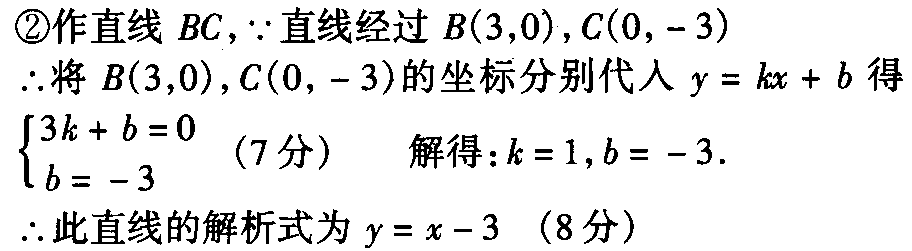 ②作直线 BC,∵直线经过 B(3,0),C(0,-3)
∴将 B(3,0),C(0,-3)的坐标分别代入 y = kx + b 得
{3k + b = 0
b = -3 (7分) 解得:k = 1,b = -3.
∴此直线的解析式为 y = x - 3 (8分)